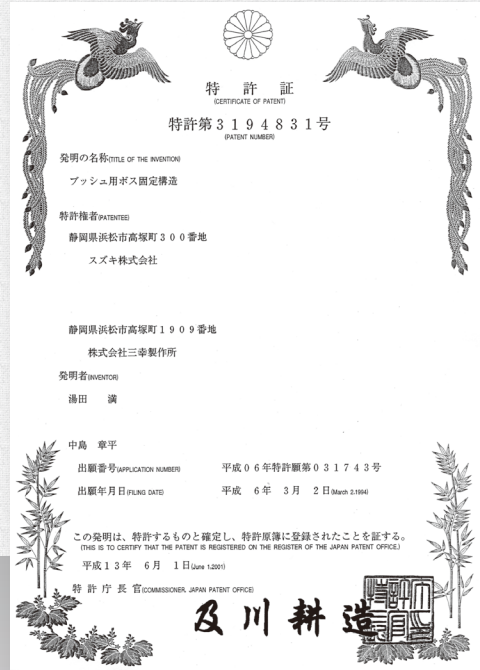 特許証
(CERTIFICATE OF PATENT)
特許第3194831号
(PATENT NUMBER)
発明の名称(TITLE OF THE INVENTION)
ブッシュ用ボス固定構造
特許権者(PATENTEE)
静岡県浜松市高塚町300番地
スズキ株式会社
静岡県浜松市高塚町1909番地
株式会社三幸製作所
発明者(INVENTOR)
湯田 満
中島 章平
出願番号(APPLICATION NUMBER) 平成06年特許願第031743号
出願年月日(FILING DATE) 平成 6年 3月 2日(March 2.1994)
この発明は、特許するものと確定し、特許原簿に登録されたことを証する。
(THIS IS TO CERTIFY THAT THE PATENT IS REGISTERED ON THE REGISTER OF THE JAPAN PATENT OFFICE.)
平成13年 6月 1日(June 1.2001)
特許庁長官(COMMISSIONER, JAPAN PATENT OFFICE)
及川耕造